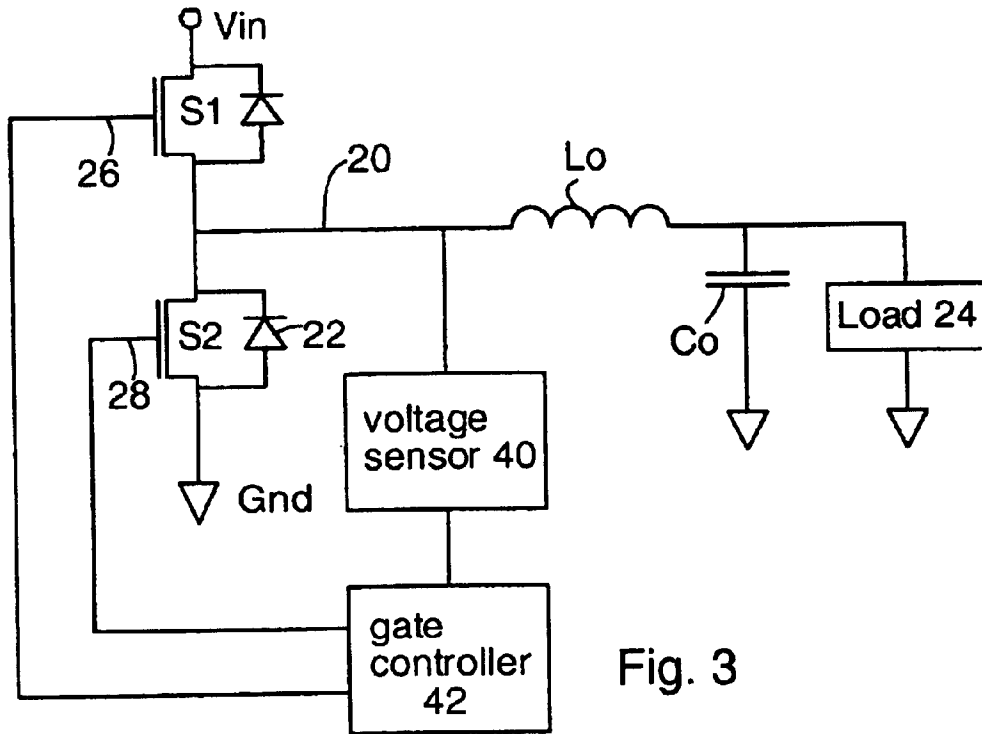 Vin
S1
26
20
Lo
S2
22
28
Co
Load 24
voltage
sensor 40
Gnd
gate
controller
42
Fig. 3